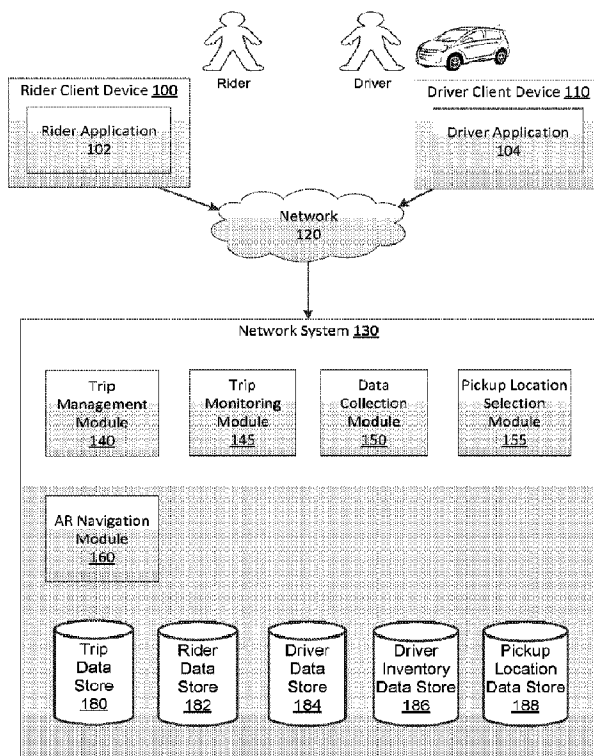 Rider
Driver
Rider Client Device 100
Rider Application
102
Driver Client Device 110
Driver Application
104
Network
120
Network System 130
Trip
Management
Module
140
Trip
Monitoring
Module
145
Data
Collection
Module
150
Pickup Location
Selection
Module
155
AR Navigation
Module
160
Trip
Data
Store
180
Rider
Data
Store
182
Driver
Data
Store
184
Driver
Inventory
Data Store
186
Pickup
Location
Data Store
188